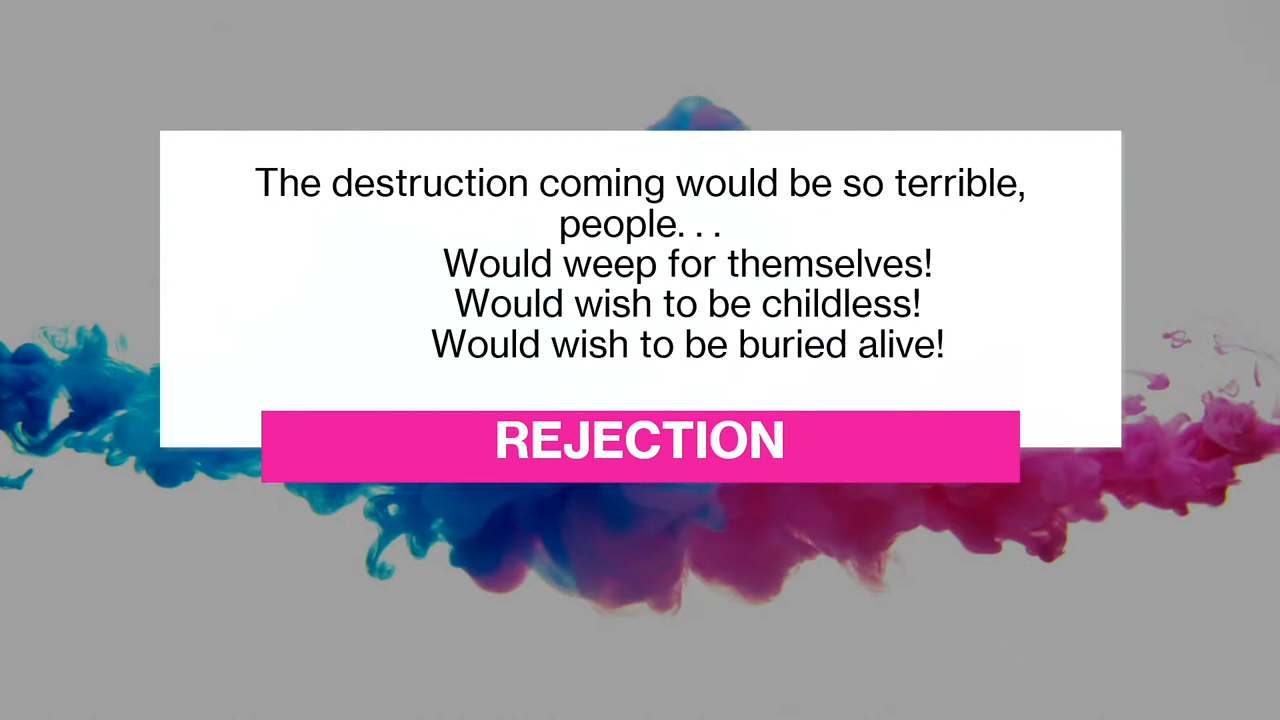 The destruction coming would be so terrible,
people. . .
Would weep for themselves!
Would wish to be childless!
Would wish to be buried alive!
REJECTION